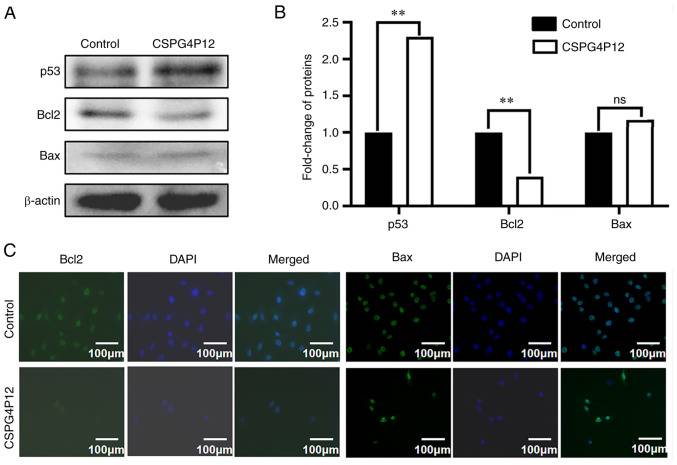 A
Control CSPG4P12
p53
Bcl2
Bax
β-actin
B
Fold-change of proteins
2.5
2.0
1.5
1.0
0.5
0.0
**
**
ns
Control
CSPG4P12
p53 Bcl2 Bax
C
Bcl2 DAPI Merged Bax DAPI Merged
Control
100µm 100µm 100µm 100µm 100µm 100µm
CSPG4P12
100µm 100µm 100µm 100µm 100µm 100µm